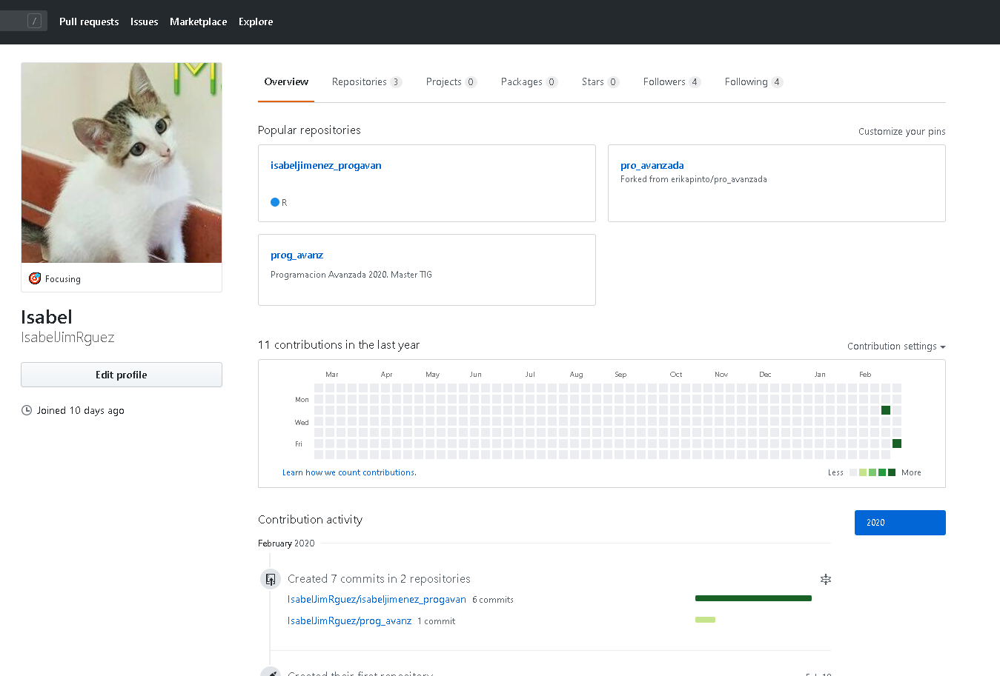 / Pull requests Issues Marketplace Explore
Overview Repositories 3 Projects 0 Packages 0 Stars 0 Followers 4 Following 4
Popular repositories Customize your pins
isabeljimenez_progavan
R
pro_avanzada
Forked from erikapinto/pro_avanzada
prog_avanz
Programacion Avanzada 2020. Master TIG
Focusing
Isabel
IsabelJimRguez
Edit profile
Joined 10 days ago
11 contributions in the last year Contribution settings
Mar Apr May Jun Jul Aug Sep Oct Nov Dec Jan Feb
Mon
Wed
Fri
Learn how we count contributions. Less More
Contribution activity 2020
February 2020
Created 7 commits in 2 repositories
IsabelJimRguez/isabeljimenez_progavan 6 commits
IsabelJimRguez/prog_avanz 1 commit
Created their first repository